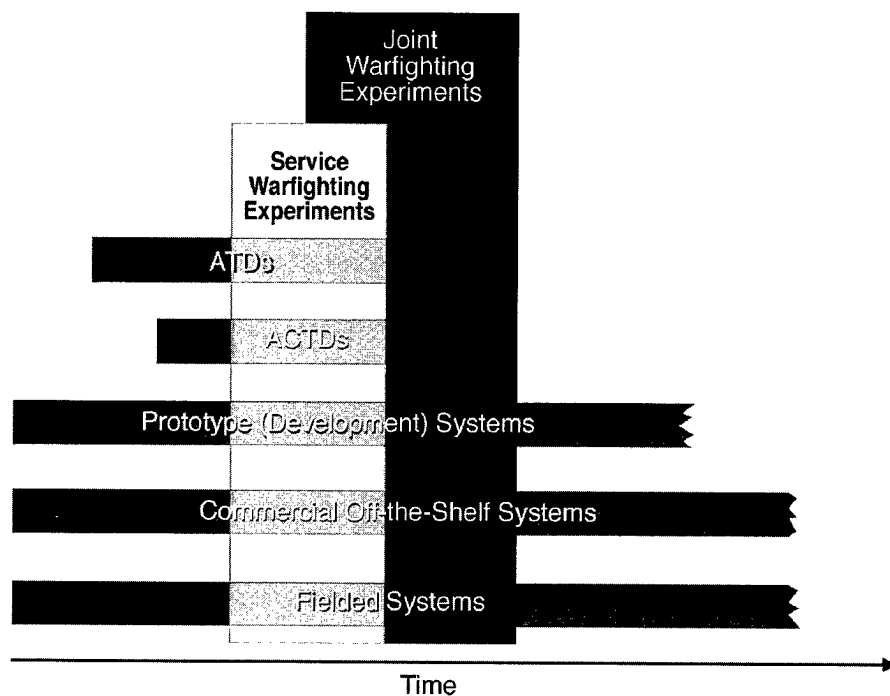 Joint
Warfighting
Experiments
Service
Warfighting
Experiments
ATDs
ACTDs
Prototype (Development) Systems
Commercial Off-the-Shelf Systems
Fielded Systems
Time